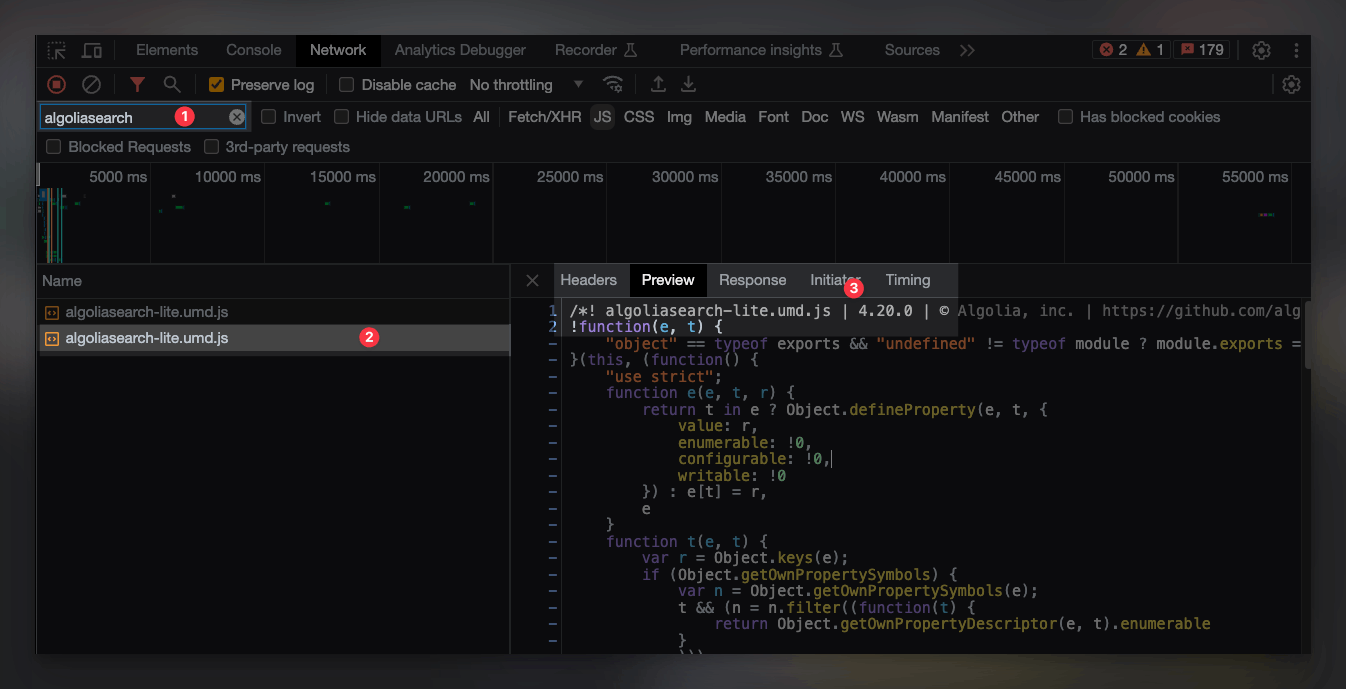 Elements Console Network Analytics Debugger Recorder Performance insights Sources 2 1 179
Preserve log Disable cache No throttling
algoliasearch 1 Invert Hide data URLs All Fetch/XHR JS CSS Img Media Font Doc WS Wasm Manifest Other Has blocked cookies
Blocked Requests 3rd-party requests
5000 ms 10000 ms 15000 ms 20000 ms 25000 ms 30000 ms 35000 ms 40000 ms 45000 ms 50000 ms 55000 ms
Name
algoliasearch-lite.umd.js
algoliasearch-lite.umd.js 2
Headers Preview Response Initiator Timing
3
1 /*! algoliasearch-lite.umd.js | 4.20.0 | © Algolia, inc. | https://github.com/alg
2 !function(e, t) {
- "object" == typeof exports && "undefined" != typeof module ? module.exports =
- }(this, (function() {
- "use strict";
- function e(e, t, r) {
- return t in e ? Object.defineProperty(e, t, {
- value: r,
- enumerable: !0,
- configurable: !0,
- writable: !0
- }) : e[t] = r,
- e
- }
- function t(e, t) {
- var r = Object.keys(e);
- if (Object.getOwnPropertySymbols) {
- var n = Object.getOwnPropertySymbols(e);
- t && (n = n.filter((function(t) {
- return Object.getOwnPropertyDescriptor(e, t).enumerable
- }